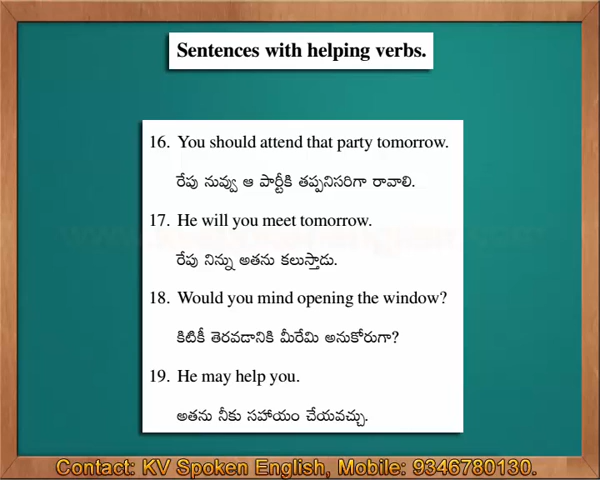 Sentences with helping verbs.
16. You should attend that party tomorrow.
రేపు నువ్వు ఆ పార్టీకి తప్పనిసరిగా రావాలి.
17. He will you meet tomorrow.
రేపు నిన్ను అతను కలుస్తాడు.
18. Would you mind opening the window?
కిటికీ తెరవడానికి మీరేమి అనుకోరుగా?
19. He may help you.
అతను నీకు సహాయం చేయవచ్చు.
Contact: KV Spoken English, Mobile: 9346780130.